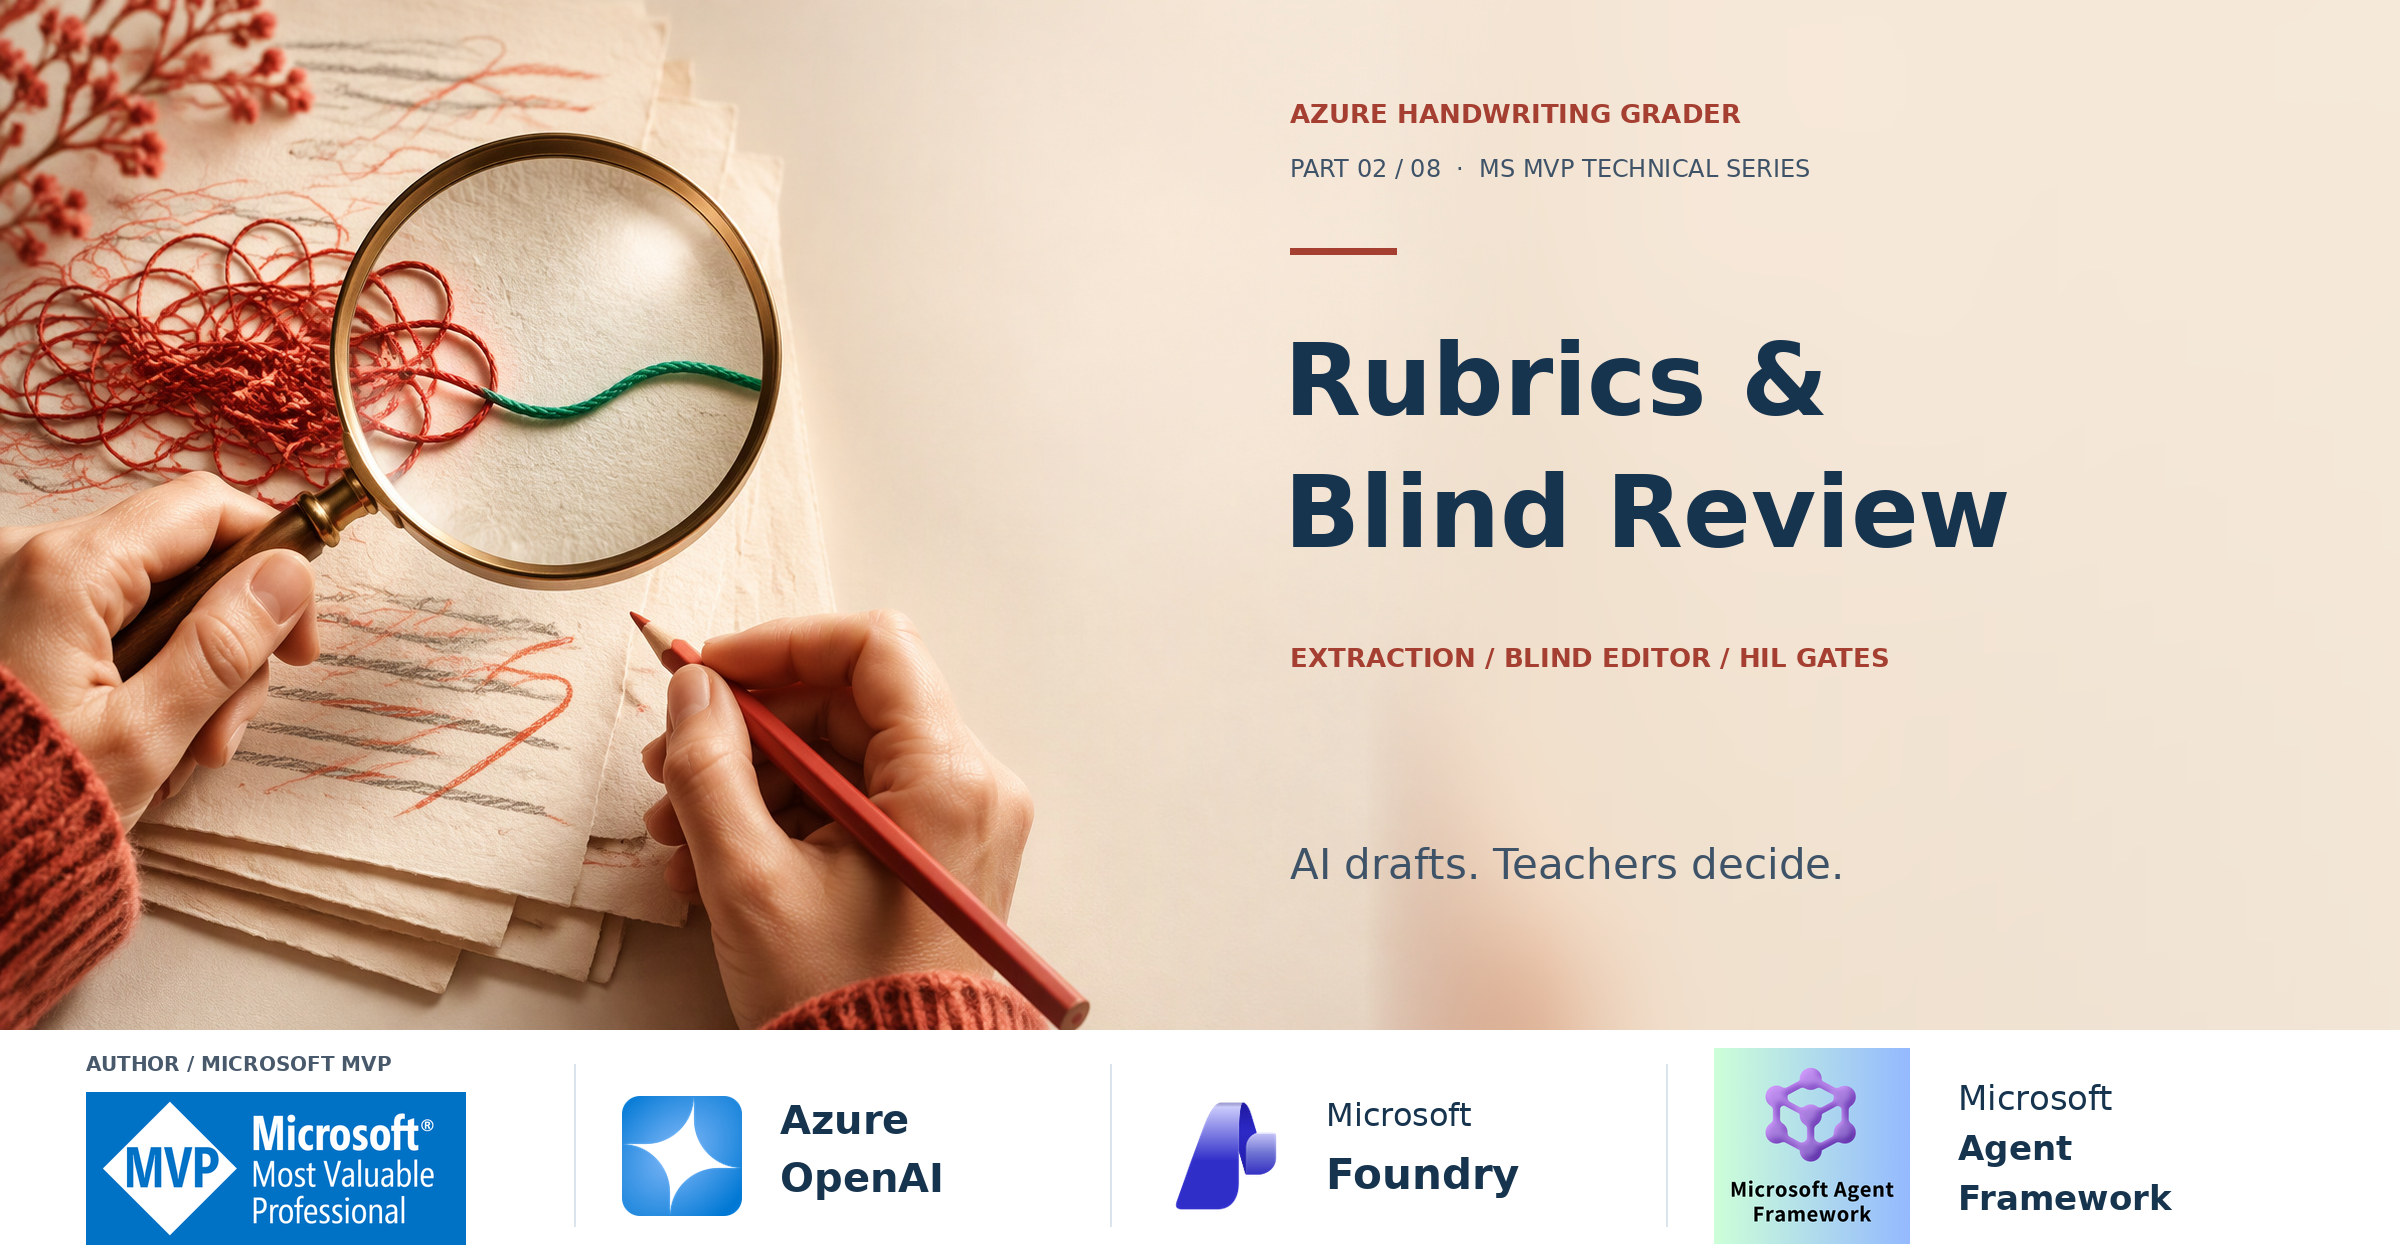 AZURE HANDWRITING GRADER
PART 02 / 08 · MS MVP TECHNICAL SERIES
Rubrics &
Blind Review
EXTRACTION / BLIND EDITOR / HIL GATES
AI drafts. Teachers decide.
AUTHOR / MICROSOFT MVP
MVP
Microsoft®
Most Valuable
Professional
Azure
OpenAI
Microsoft
Foundry
Microsoft Agent
Framework
Microsoft
Agent
Framework